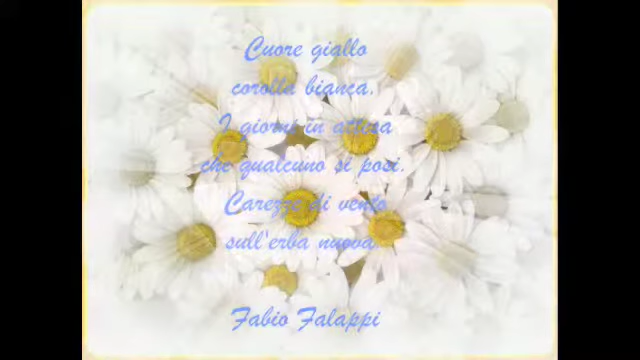 Cuore giallo
corolla bianca.
I giorni in attesa
che qualcuno si posi.
Carezze di vento
sull'erba nuova.
Fabio Falappi